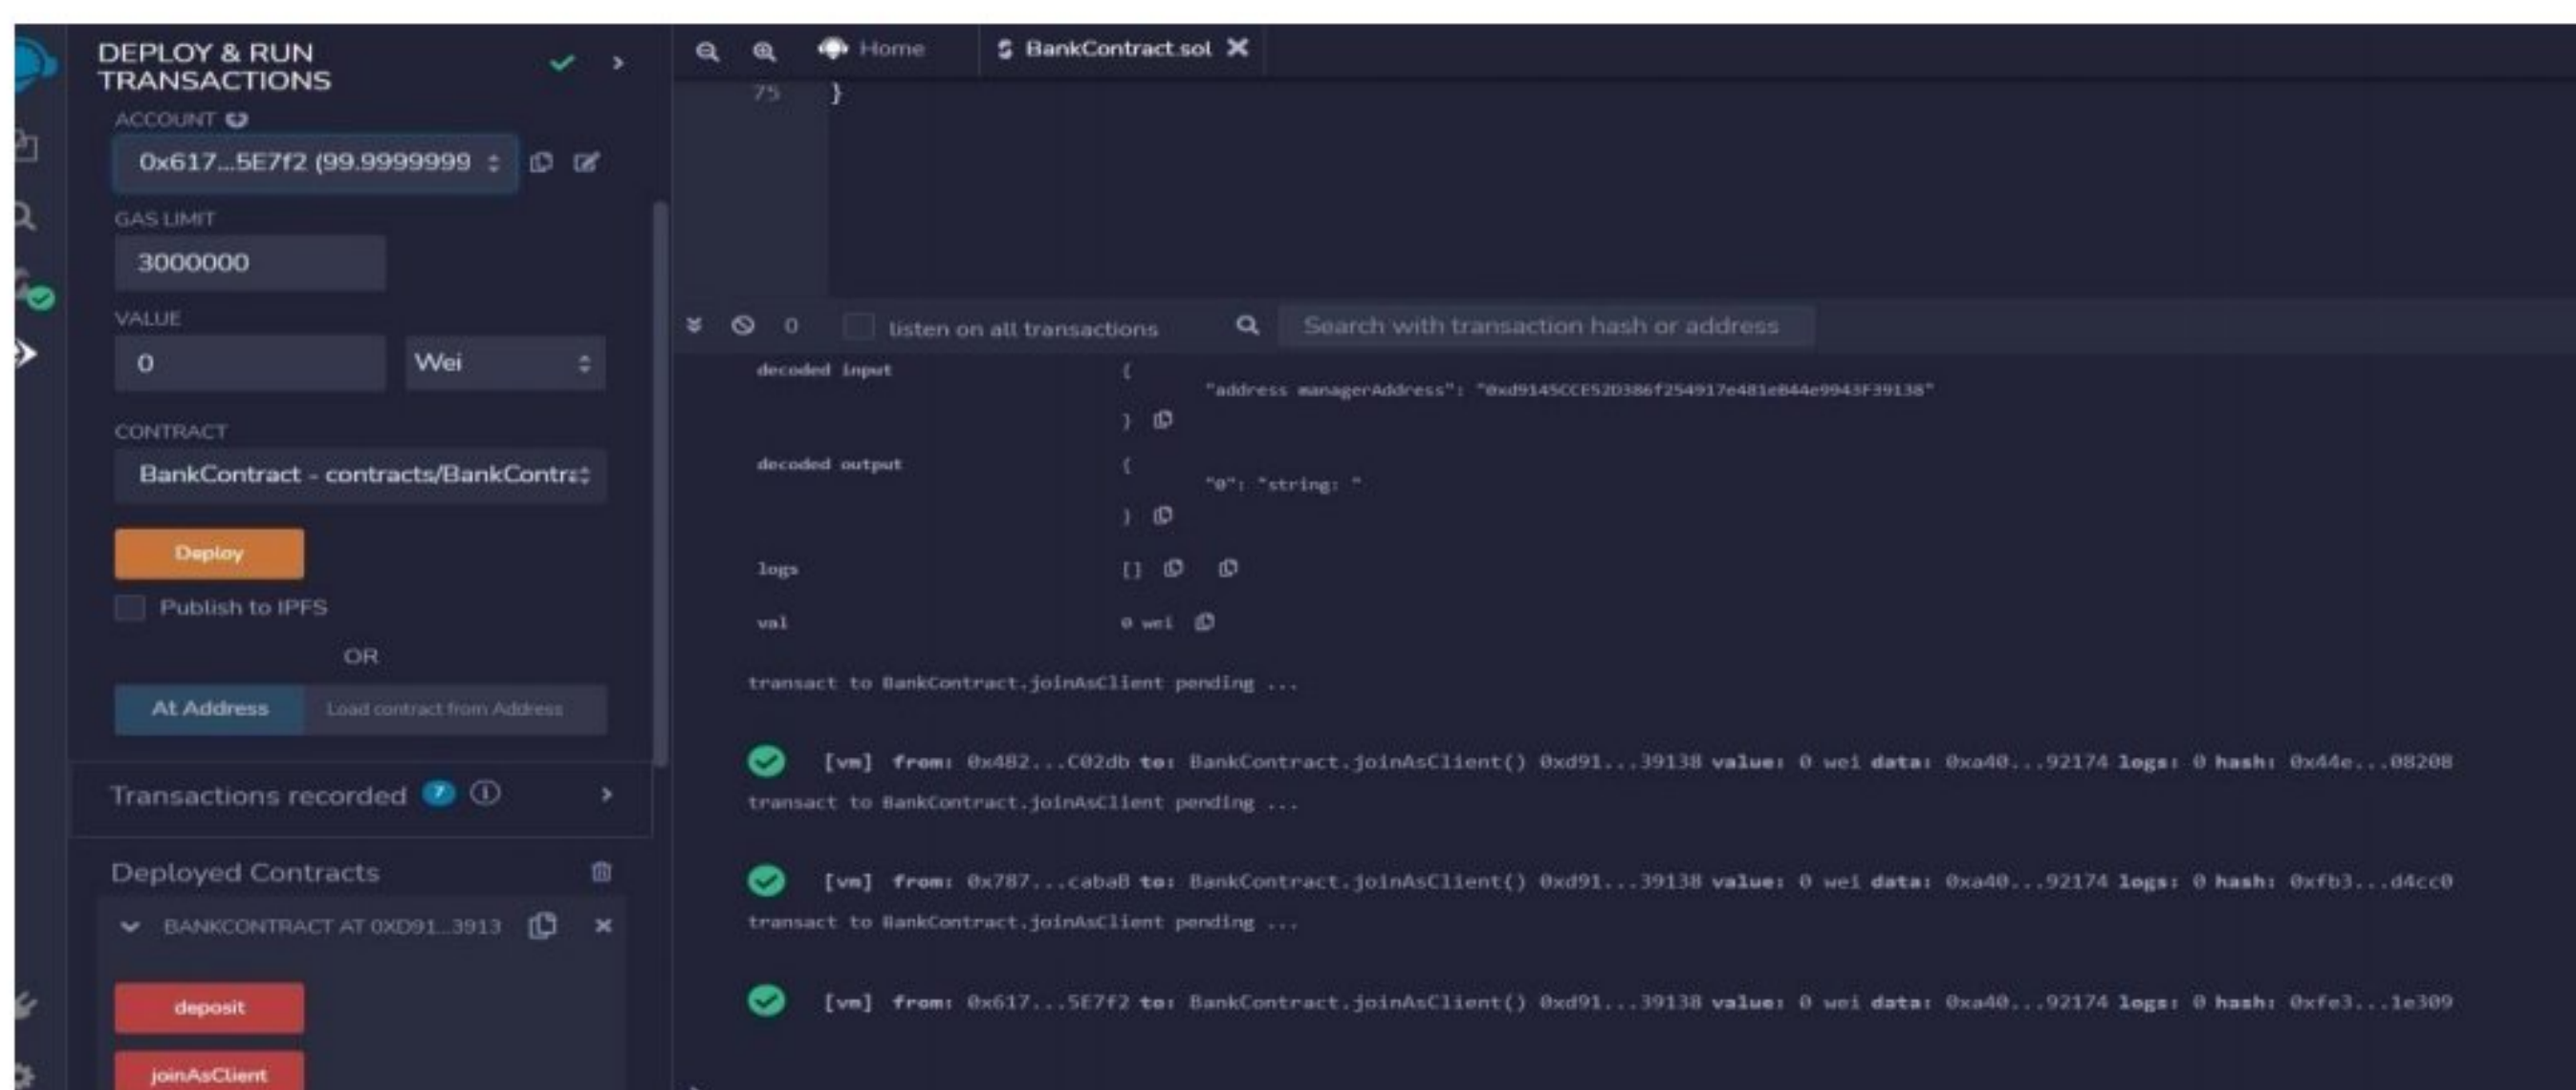 DEPLOY & RUN
TRANSACTIONS
ACCOUNT
0x617...5E7f2 (99.9999999
GAS LIMIT
3000000
VALUE
0
Wei
CONTRACT
BankContract - contracts/BankContra
Deploy
Publish to IPFS
OR
At Address
Load contract from Address
Transactions recorded 7 i
Deployed Contracts
BANKCONTRACT AT 0XD91...3913
deposit
joinAsClient
Home
BankContract.sol
75 }
0
listen on all transactions
Search with transaction hash or address
decoded input {
"address managerAddress": "0xd9145CCE52D386f254917e481eB44e9943F39138"
}
decoded output {
"0": "string: "
}
logs []
val 0 wei
transact to BankContract.joinAsClient pending ...
[vm] from: 0x4B2...C02db to: BankContract.joinAsClient() 0xd91...39138 value: 0 wei data: 0xa40...92174 logs: 0 hash: 0x44e...08208
transact to BankContract.joinAsClient pending ...
[vm] from: 0x787...cabaB to: BankContract.joinAsClient() 0xd91...39138 value: 0 wei data: 0xa40...92174 logs: 0 hash: 0xfb3...d4cc0
transact to BankContract.joinAsClient pending ...
[vm] from: 0x617...5E7f2 to: BankContract.joinAsClient() 0xd91...39138 value: 0 wei data: 0xa40...92174 logs: 0 hash: 0xfe3...1e309